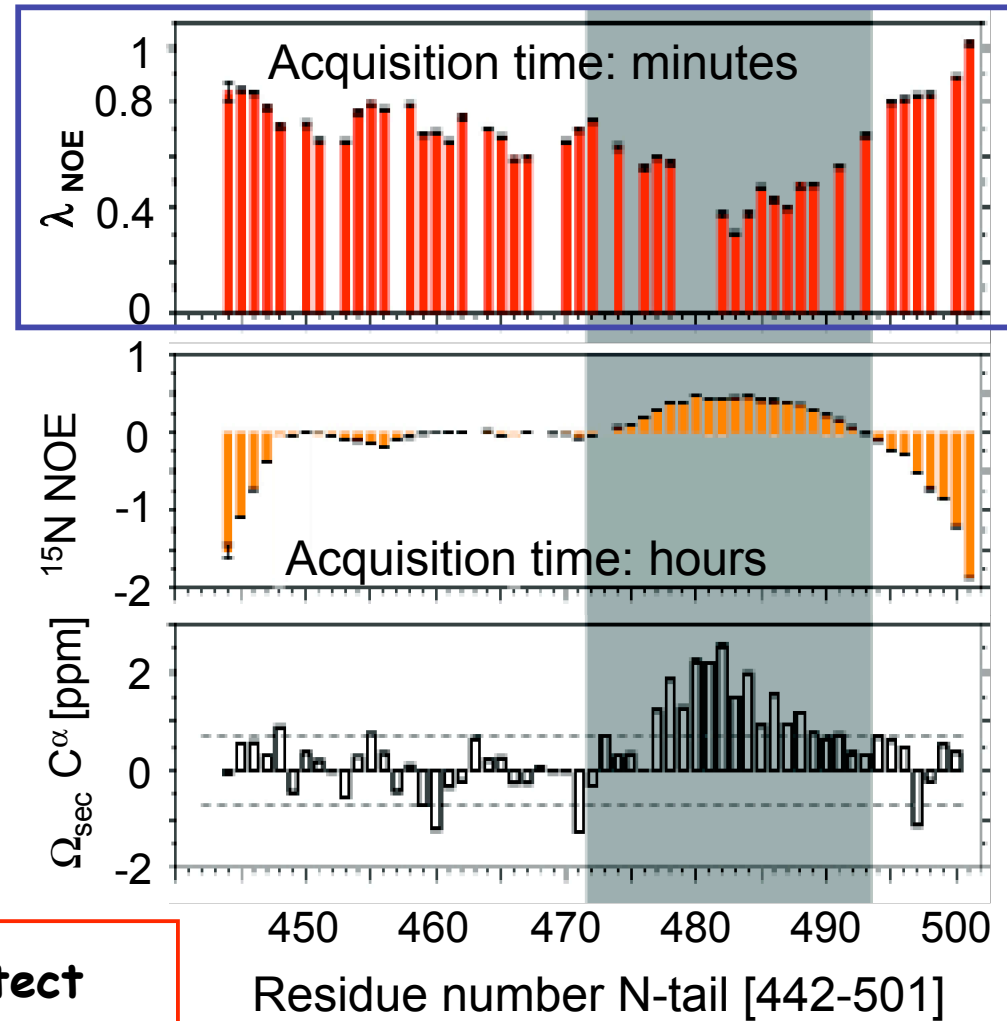 Acquisition time: minutes
λ NOE
1
0.8
0.4
0
15N NOE
1
0
-1
-2
Acquisition time: hours
Ωsec Cα [ppm]
2
0
-2
450 460 470 480 490 500
Residue number N-tail [442-501]
tect